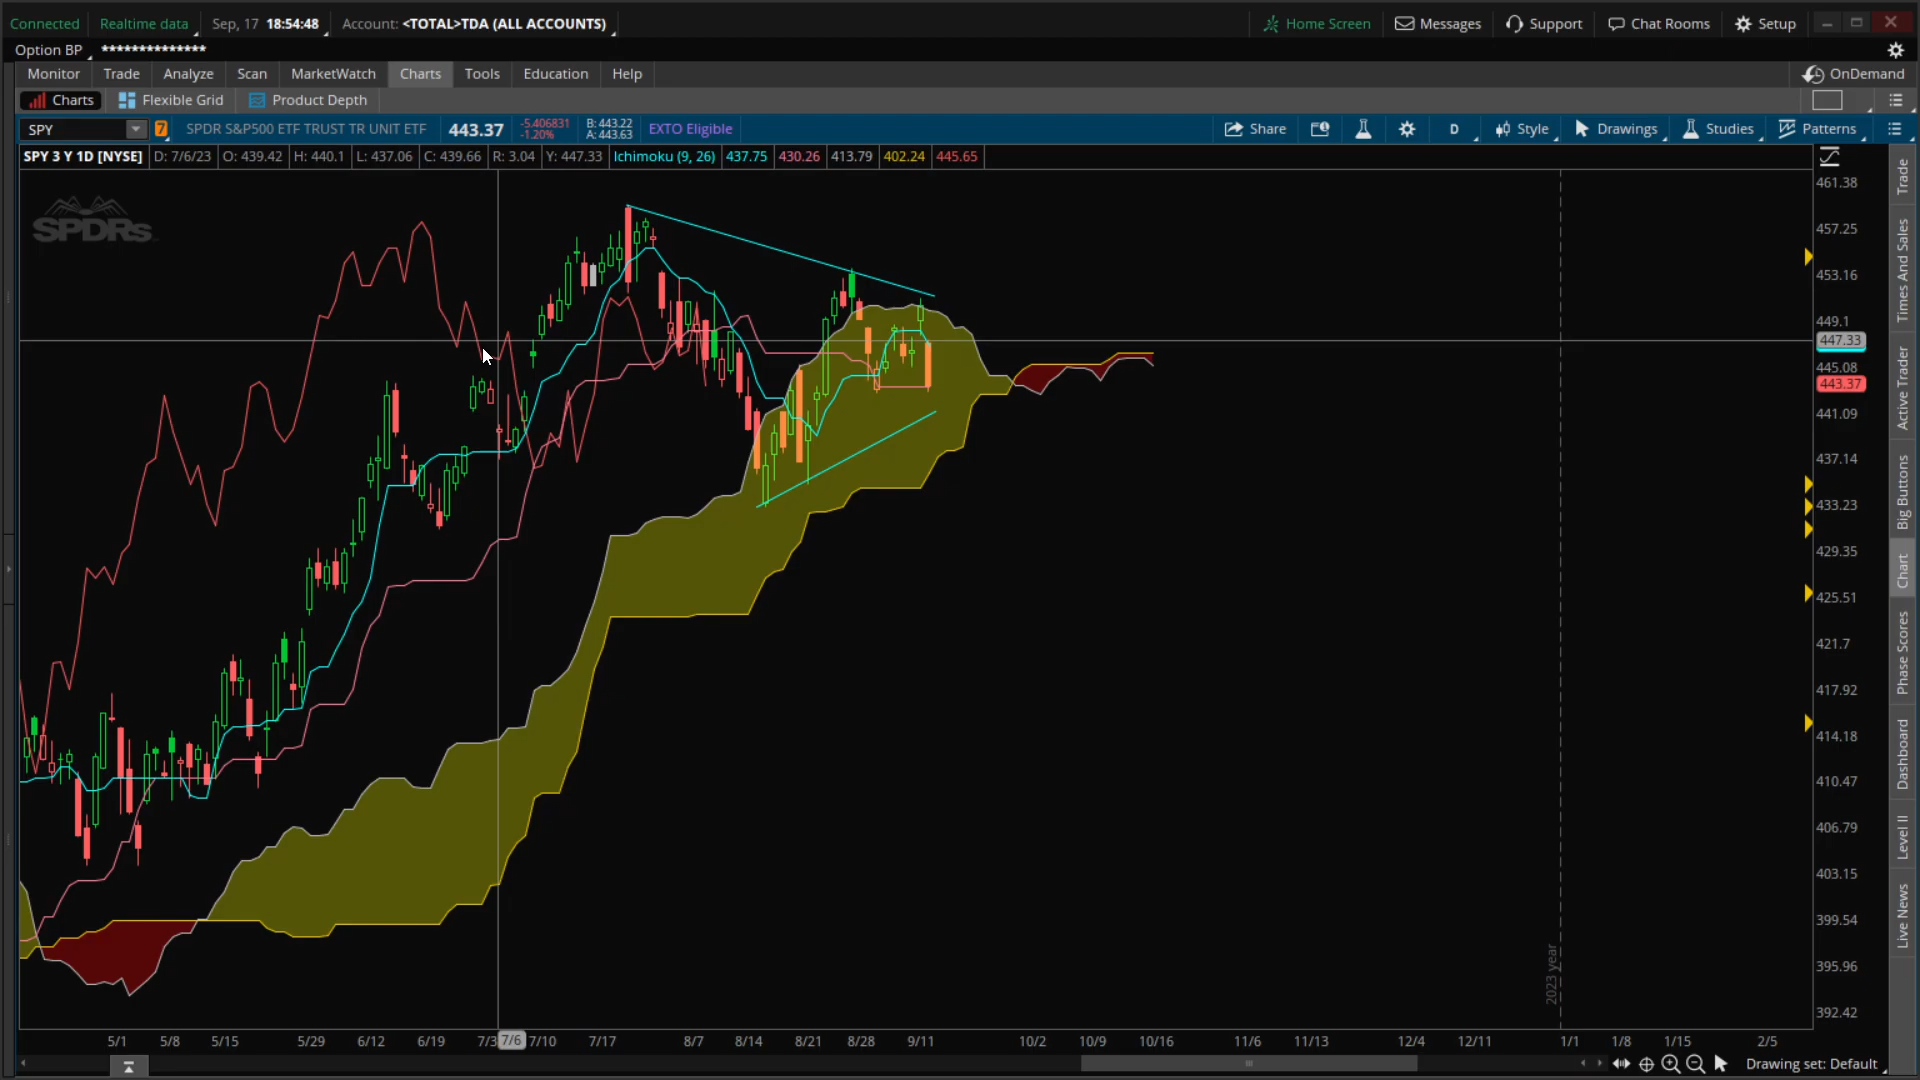 Connected Realtime data Sep, 17 18:54:48 Account: <TOTAL>TDA (ALL ACCOUNTS) Home Screen Messages Support Chat Rooms Setup
Option BP **************
Monitor Trade Analyze Scan MarketWatch Charts Tools Education Help OnDemand
Charts Flexible Grid Product Depth
SPY 7 SPDR S&P500 ETF TRUST TR UNIT ETF 443.37 -5.406831 -1.20% B: 443.22 A: 443.63 EXTO Eligible Share D Style Drawings Studies Patterns
SPY 3 Y 1D [NYSE] D: 7/6/23 O: 439.42 H: 440.1 L: 437.06 C: 439.66 R: 3.04 Y: 447.33 Ichimoku (9, 26) 437.75 430.26 413.79 402.24 445.65
SPDRs
461.38
457.25
453.16
449.1
447.33
445.08
443.37
441.09
437.14
433.23
429.35
425.51
421.7
417.92
414.18
410.47
406.79
403.15
399.54
395.96
392.42
Trade
Times And Sales
Active Trader
Big Buttons
Chart
Phase Scores
Dashboard
Level II
Live News
2023 year
5/1 5/8 5/15 5/29 6/12 6/19 7/3 7/6 7/10 7/17 8/7 8/14 8/21 8/28 9/11 10/2 10/9 10/16 11/6 11/13 12/4 12/11 1/1 1/8 1/15 2/5
Drawing set: Default